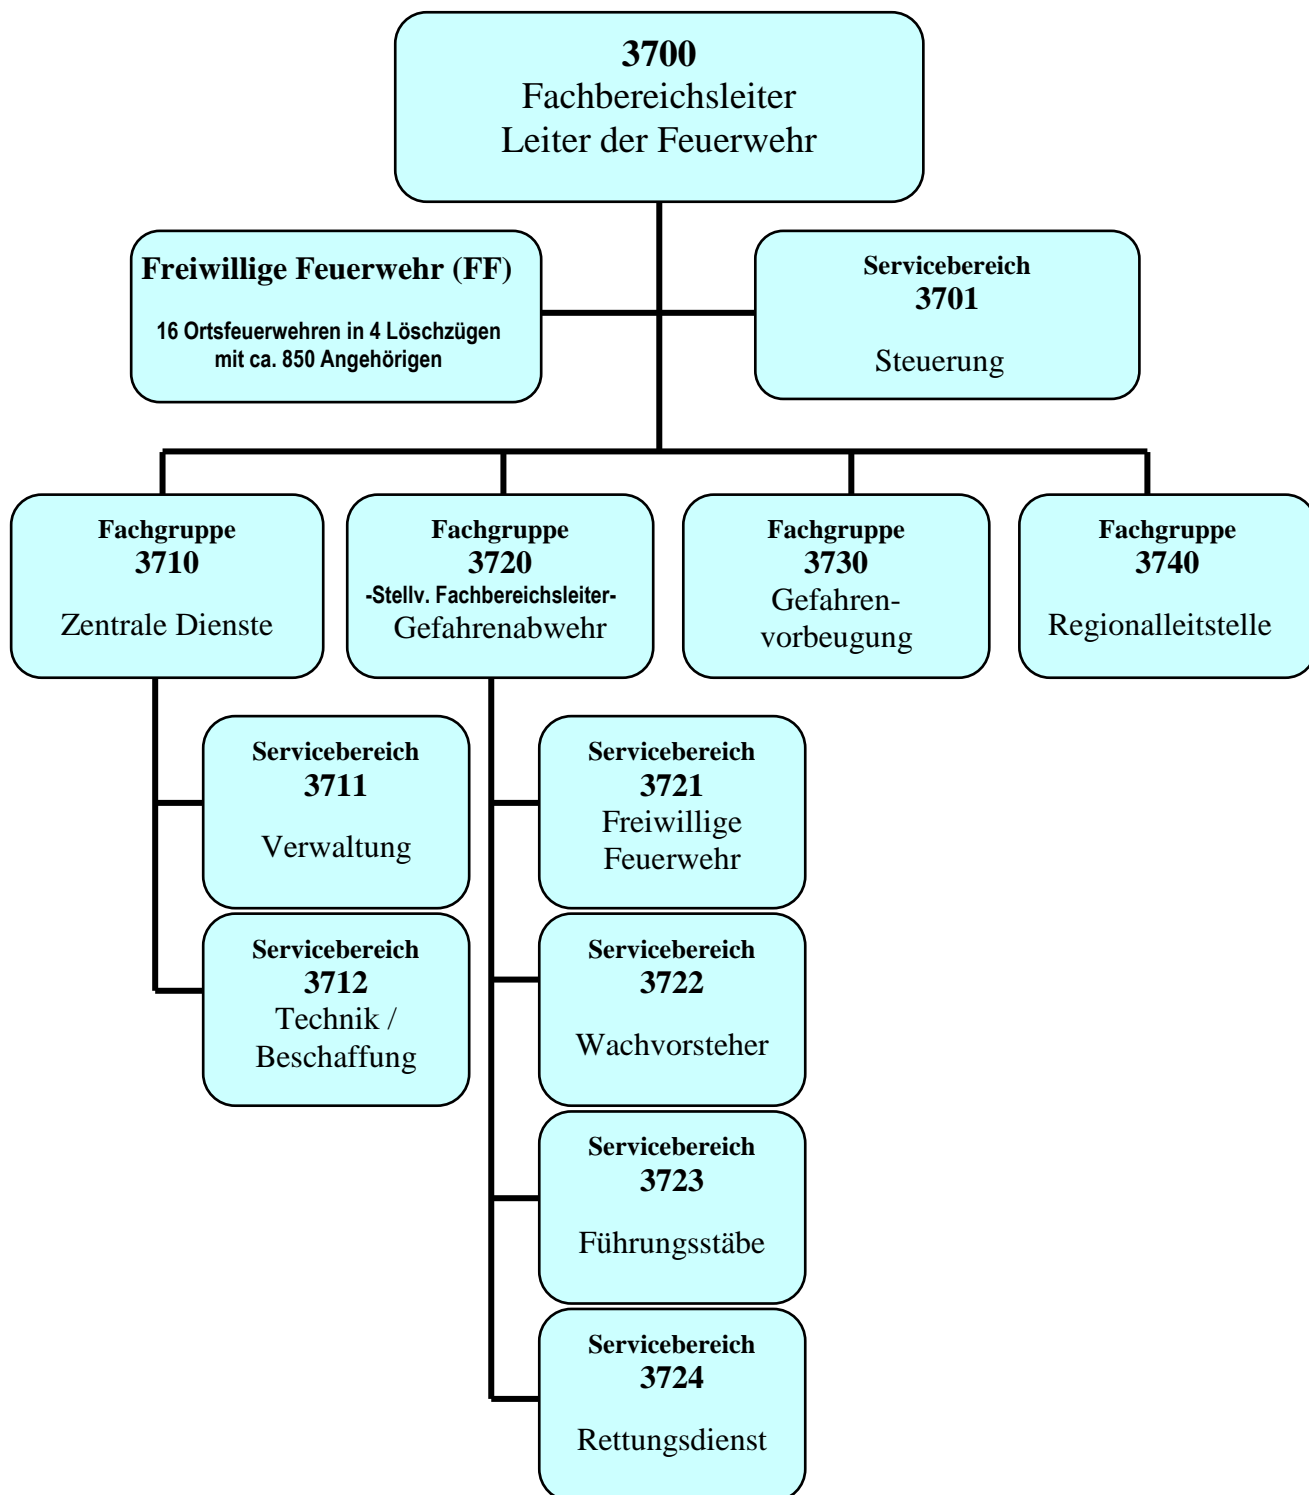 3700
Fachbereichsleiter
Leiter der Feuerwehr
Freiwillige Feuerwehr (FF)
16 Ortsfeuerwehren in 4 Löschzügen
mit ca. 850 Angehörigen
Servicebereich
3701
Steuerung
Fachgruppe
3710
Zentrale Dienste
Fachgruppe
3720
-Stellv. Fachbereichsleiter-
Gefahrenabwehr
Fachgruppe
3730
Gefahren-
vorbeugung
Fachgruppe
3740
Regionalleitstelle
Servicebereich
3711
Verwaltung
Servicebereich
3712
Technik /
Beschaffung
Servicebereich
3721
Freiwillige
Feuerwehr
Servicebereich
3722
Wachvorsteher
Servicebereich
3723
Führungsstäbe
Servicebereich
3724
Rettungsdienst